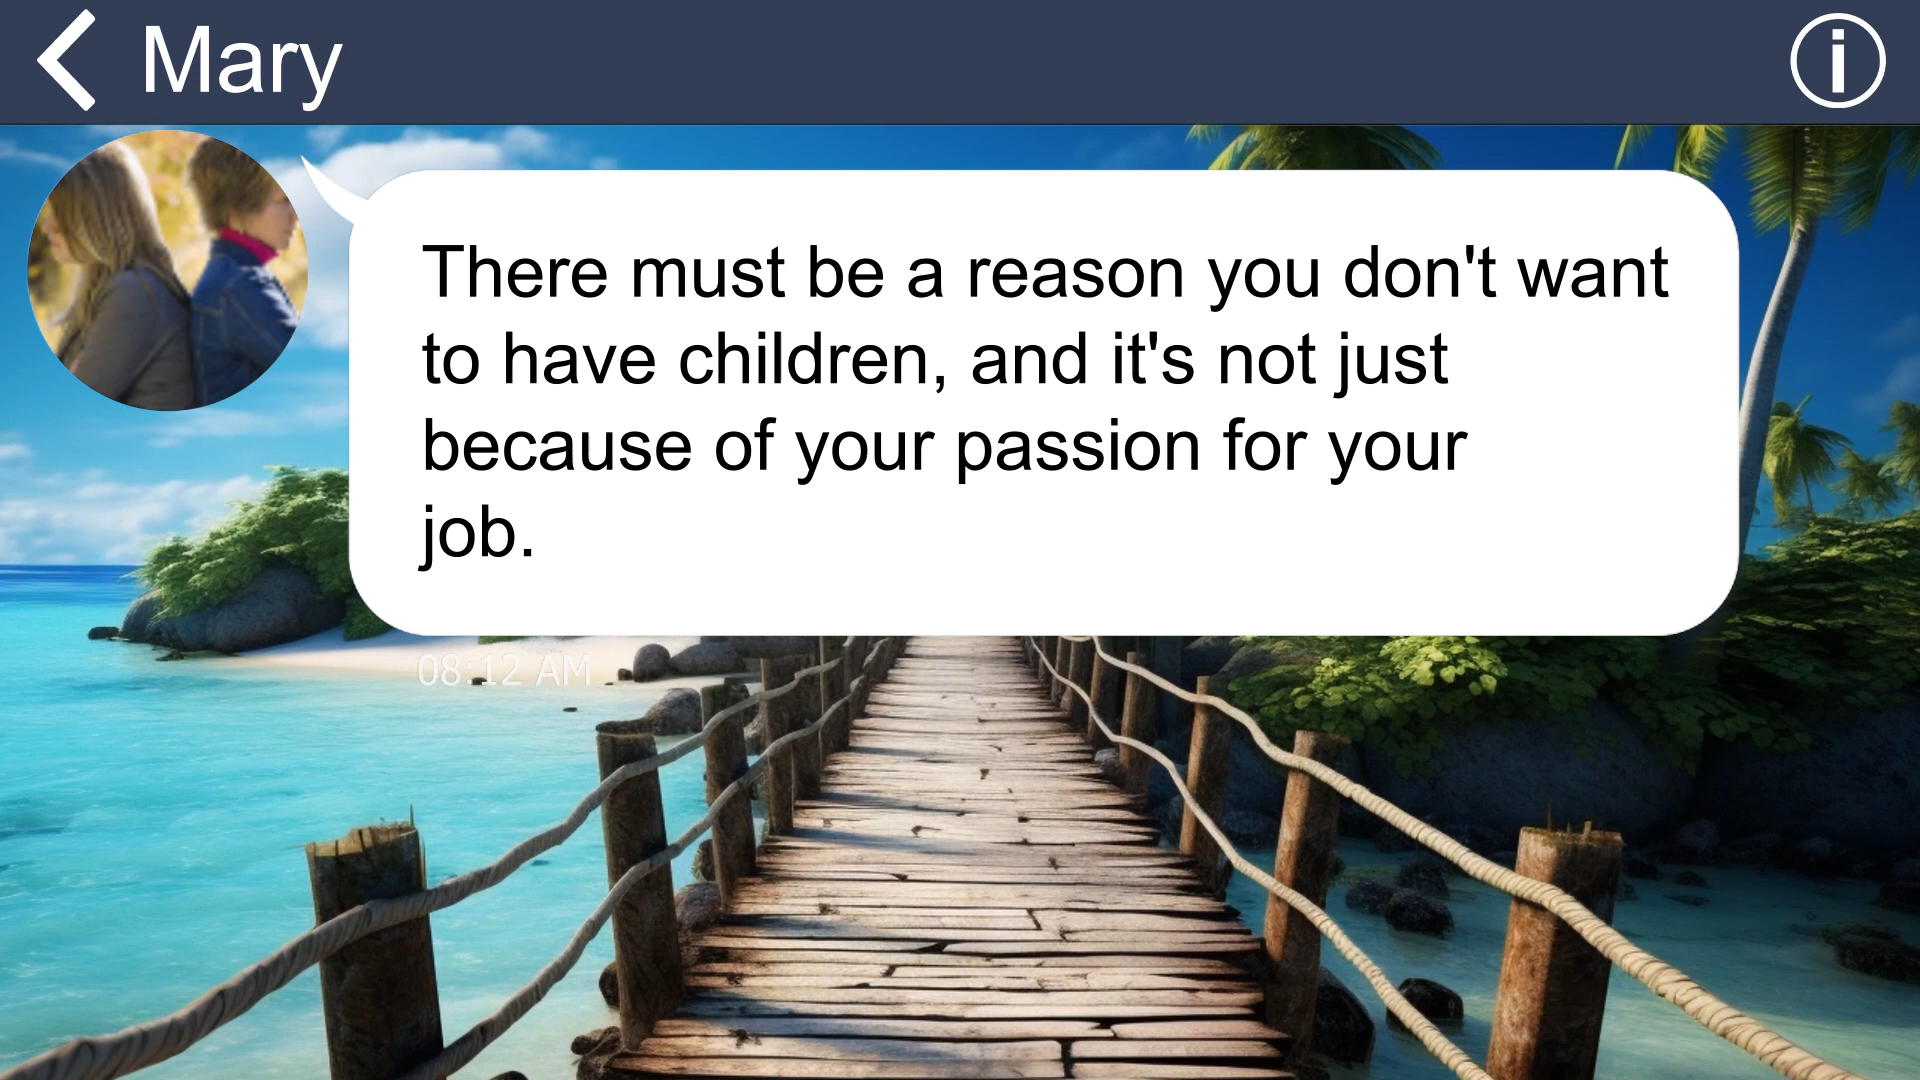 Mary
There must be a reason you don't want
to have children, and it's not just
because of your passion for your
job.
08:12 AM